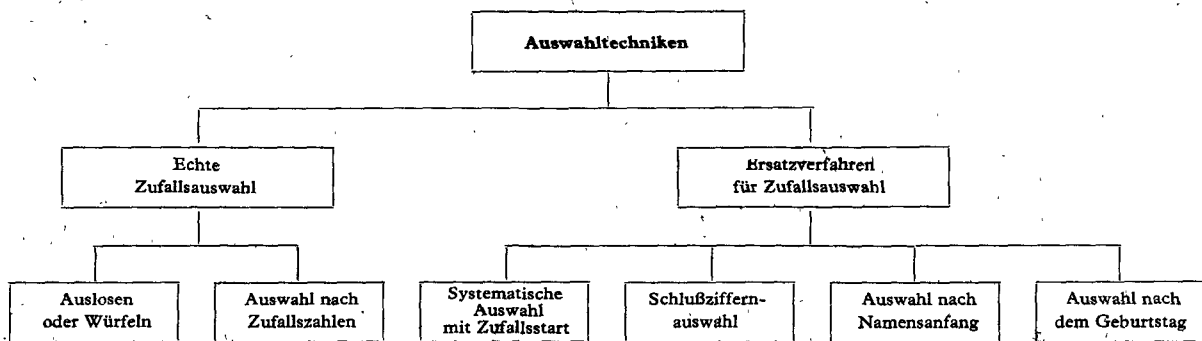 Auswahltechniken
Echte
Zufallsauswahl
Ersatzverfahren
für Zufallsauswahl
Auslosen
oder Würfeln
Auswahl nach
Zufallszahlen
Systematische
Auswahl
mit Zufallsstart
Schlußziffern-
auswahl
Auswahl nach
Namensanfang
Auswahl nach
dem Geburtstag